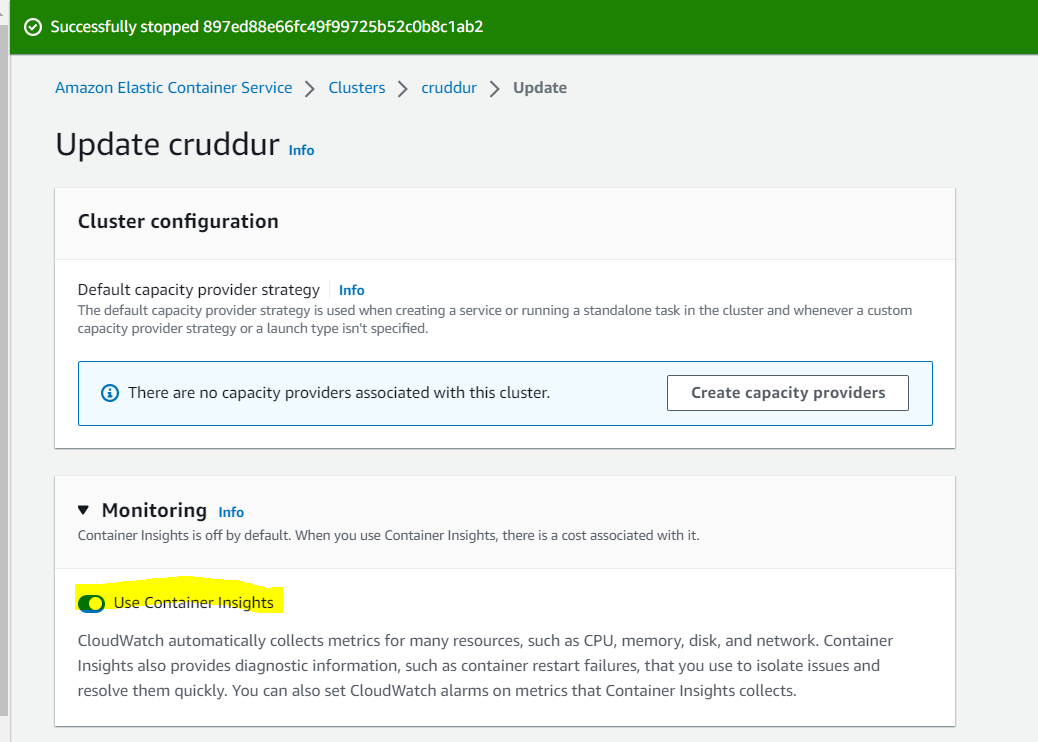 Successfully stopped 897ed88e66fc49f99725b52c0b8c1ab2
Amazon Elastic Container Service > Clusters > cruddur > Update
Update cruddur Info
Cluster configuration
Default capacity provider strategy Info
The default capacity provider strategy is used when creating a service or running a standalone task in the cluster and whenever a custom
capacity provider strategy or a launch type isn't specified.
There are no capacity providers associated with this cluster. Create capacity providers
Monitoring Info
Container Insights is off by default. When you use Container Insights, there is a cost associated with it.
Use Container Insights
CloudWatch automatically collects metrics for many resources, such as CPU, memory, disk, and network. Container
Insights also provides diagnostic information, such as container restart failures, that you use to isolate issues and
resolve them quickly. You can also set CloudWatch alarms on metrics that Container Insights collects.